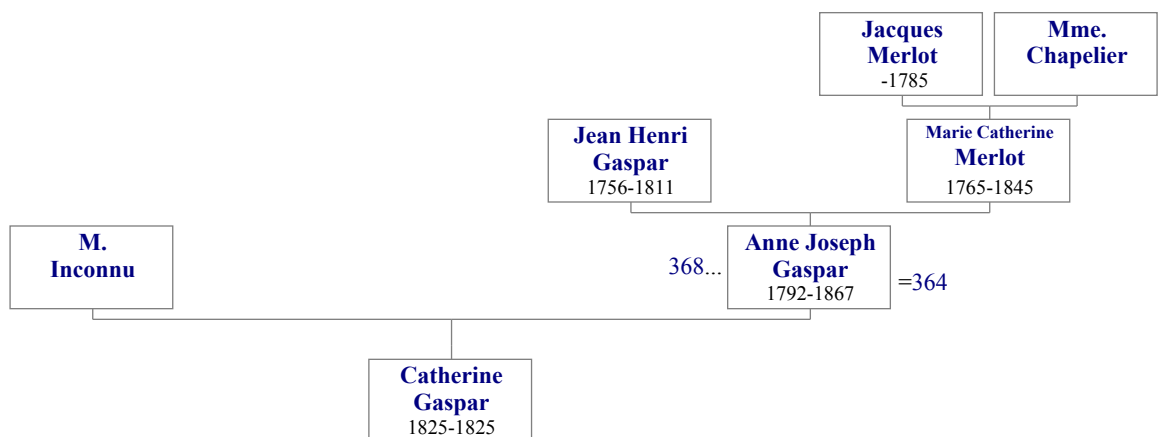 Jacques
Merlot
-1785
Mme.
Chapelier
Jean Henri
Gaspar
1756-1811
Marie Catherine
Merlot
1765-1845
M.
Inconnu
368...
Anne Joseph
Gaspar
1792-1867
=364
Catherine
Gaspar
1825-1825